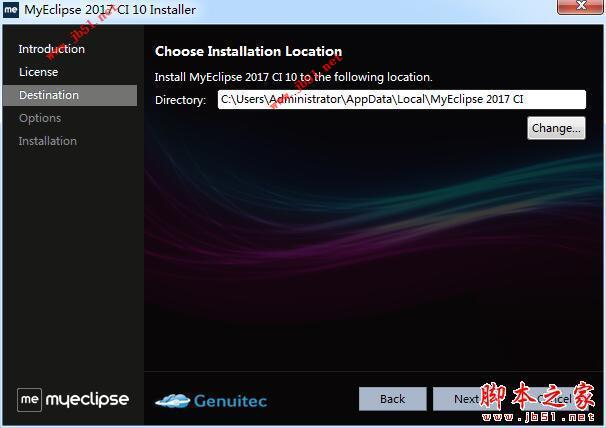 me MyEclipse 2017 CI 10 Installer
Introduction
License
Destination
Options
Installation
www.jb51.net
Choose Installation Location
Install MyEclipse 2017 CI 10 to the following location.
Directory: C:\Users\Administrator\AppData\Local\MyEclipse 2017 CI
www.jb51.net
Change...
me myeclipse
Genuitec
Back
Next
Cancel
脚本之家
www.jb51.net